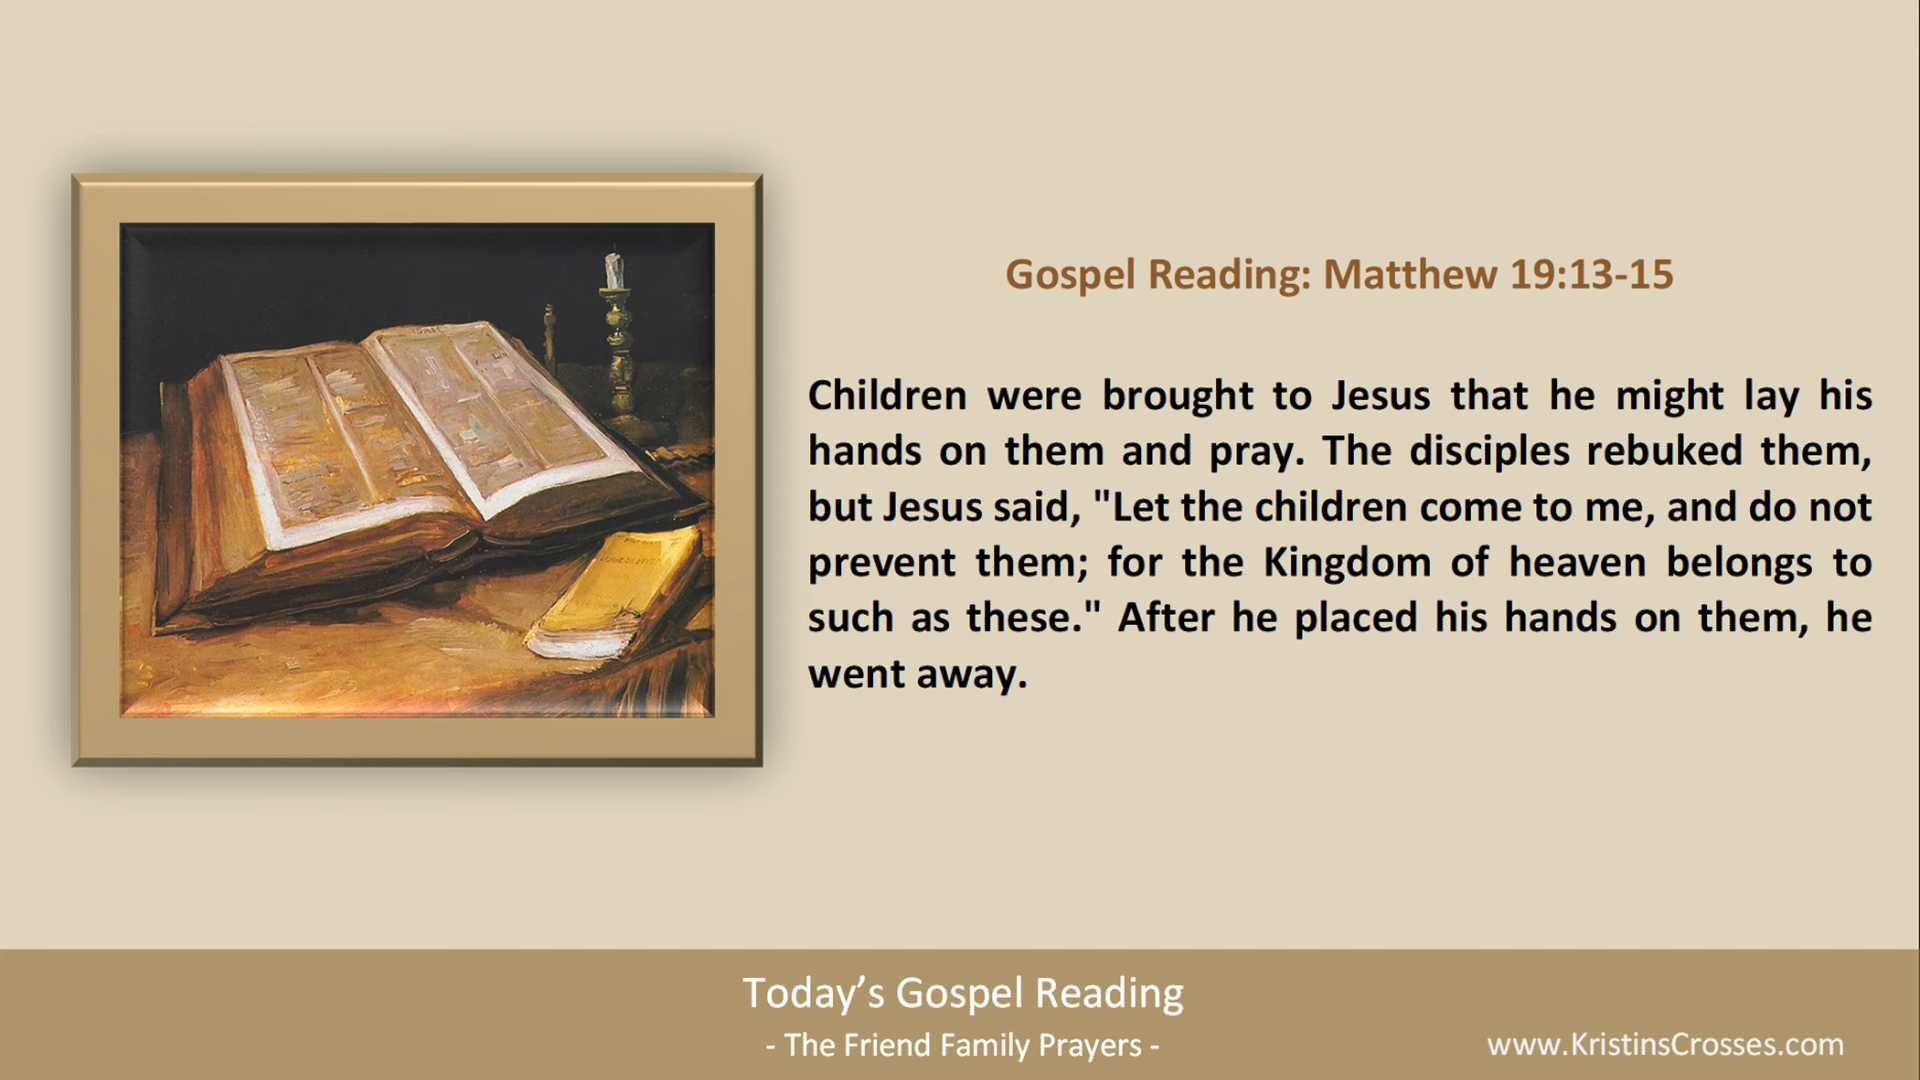 Gospel Reading: Matthew 19:13-15
Children were brought to Jesus that he might lay his
hands on them and pray. The disciples rebuked them,
but Jesus said, "Let the children come to me, and do not
prevent them; for the Kingdom of heaven belongs to
such as these." After he placed his hands on them, he
went away.
Today’s Gospel Reading
- The Friend Family Prayers -
www.KristinsCrosses.com